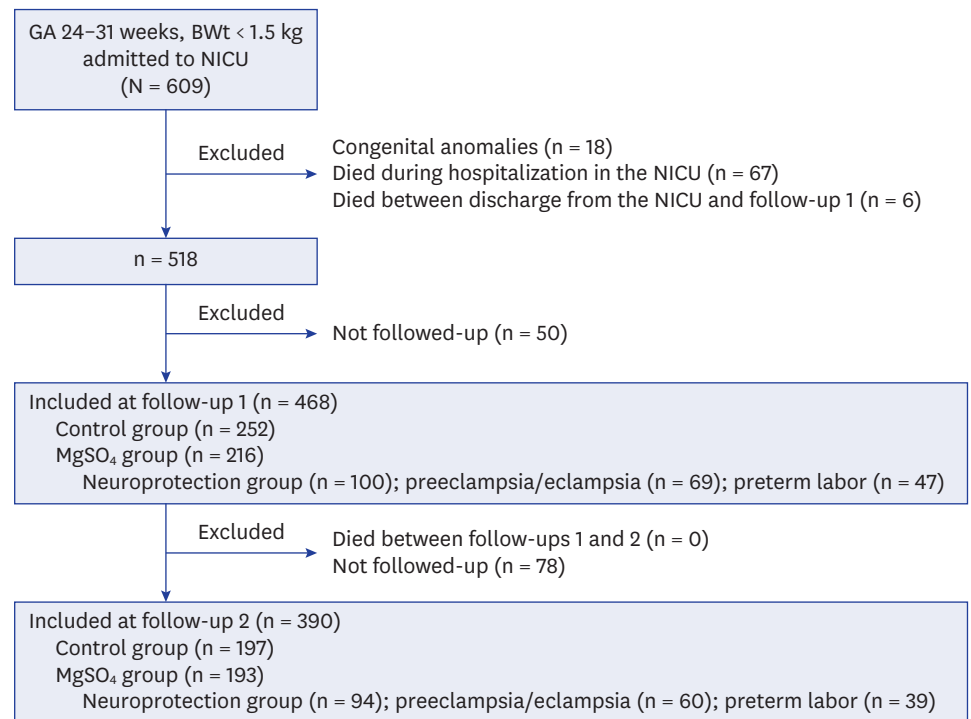 GA 24–31 weeks, BWt < 1.5 kg
admitted to NICU
(N = 609)
Excluded
Congenital anomalies (n = 18)
Died during hospitalization in the NICU (n = 67)
Died between discharge from the NICU and follow-up 1 (n = 6)
n = 518
Excluded
Not followed-up (n = 50)
Included at follow-up 1 (n = 468)
Control group (n = 252)
MgSO₄ group (n = 216)
Neuroprotection group (n = 100); preeclampsia/eclampsia (n = 69); preterm labor (n = 47)
Excluded
Died between follow-ups 1 and 2 (n = 0)
Not followed-up (n = 78)
Included at follow-up 2 (n = 390)
Control group (n = 197)
MgSO₄ group (n = 193)
Neuroprotection group (n = 94); preeclampsia/eclampsia (n = 60); preterm labor (n = 39)